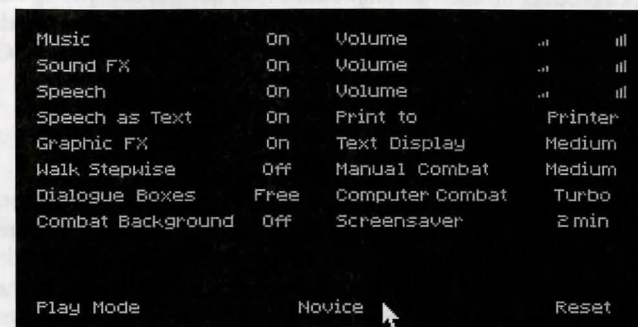 Music On Volume
Sound FX On Volume
Speech On Volume
Speech as Text On Print to Printer
Graphic FX On Text Display Medium
Walk Stepwise Off Manual Combat Medium
Dialogue Boxes Free Computer Combat Turbo
Combat Background Off Screensaver 2 min
Play Mode Novice Reset